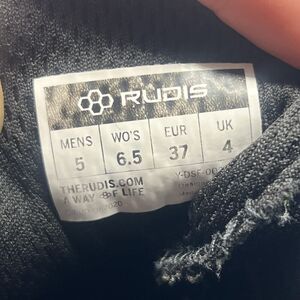 RUDIS
MENS WO'S EUR UK
5 6.5 37 4
THERUDIS.COM
A WAY OF LIFE